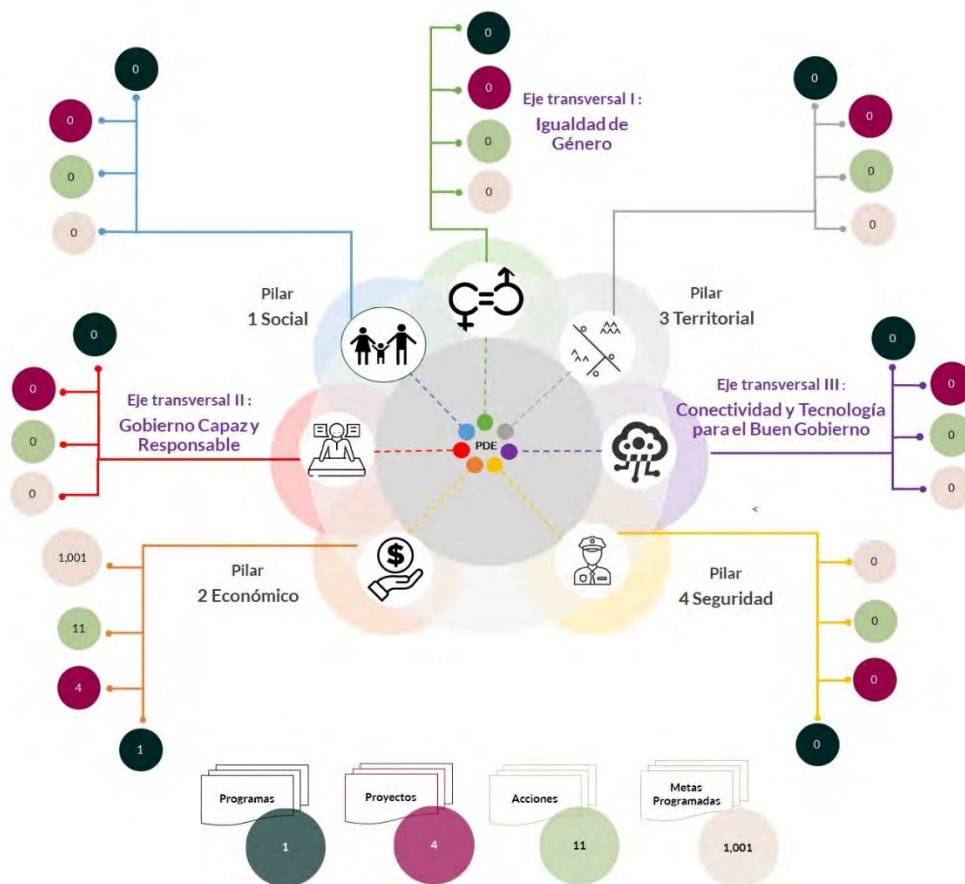 0
0
0
0
Eje transversal I :
Igualdad de
Género
0
0
0
0
0
0
0
0
Pilar
1 Social
Pilar
3 Territorial
0
0
0
0
Eje transversal II :
Gobierno Capaz y
Responsable
PDE
Eje transversal III :
Conectividad y Tecnología
para el Buen Gobierno
0
0
0
0
<
1,001
11
4
1
Pilar
2 Económico
$
Pilar
4 Seguridad
0
0
0
0
Programas
1
Proyectos
4
Acciones
11
Metas
Programadas
1,001